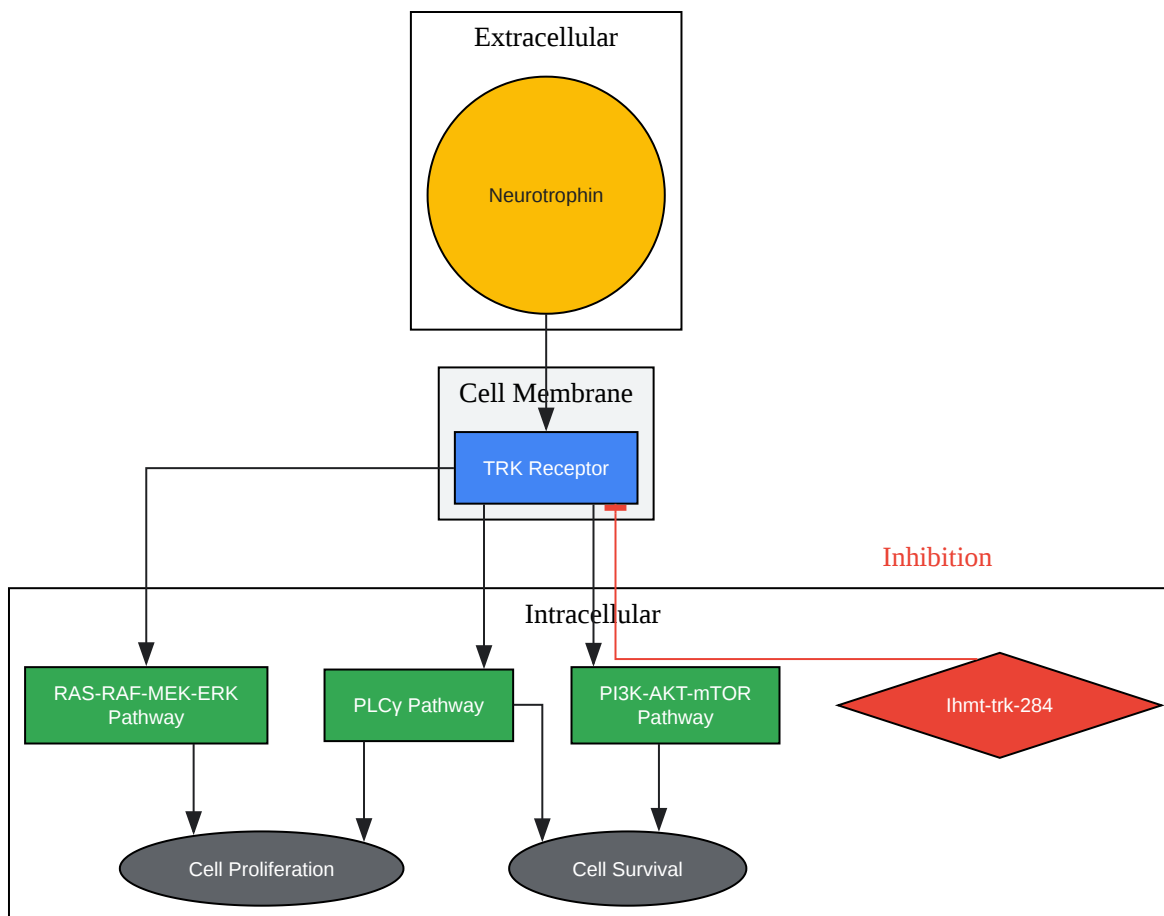 Extracellular
Neurotrophin
Cell Membrane
TRK Receptor
Inhibition
Intracellular
RAS-RAF-MEK-ERK
Pathway
PLCγ Pathway
PI3K-AKT-mTOR
Pathway
Ihmt-trk-284
Cell Proliferation
Cell Survival